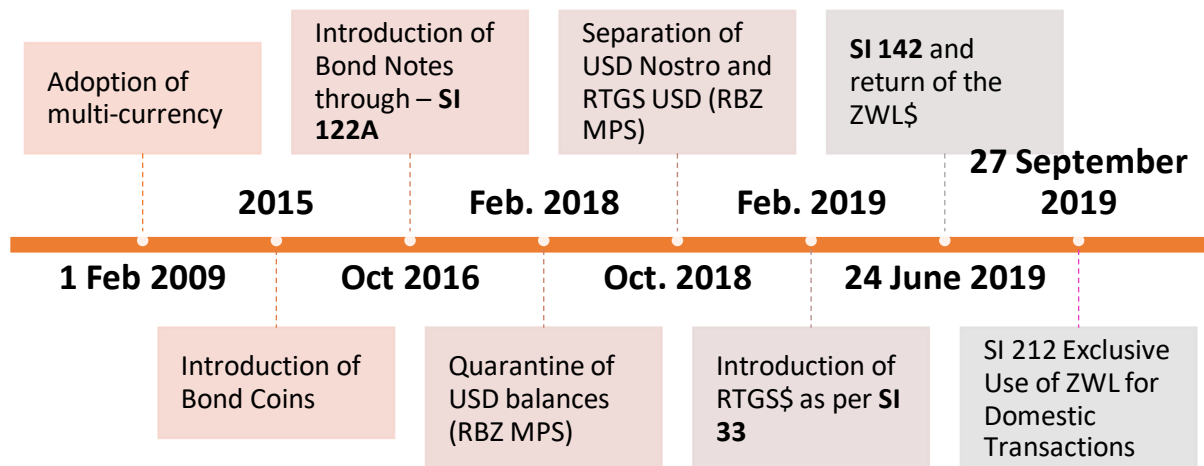 Adoption of
multi-currency
Introduction of
Bond Notes
through – SI
122A
Separation of
USD Nostro and
RTGS USD (RBZ
MPS)
SI 142 and
return of the
ZWL$
2015
Feb. 2018
Feb. 2019
27 September
2019
1 Feb 2009
Oct 2016
Oct. 2018
24 June 2019
Introduction of
Bond Coins
Quarantine of
USD balances
(RBZ MPS)
Introduction of
RTGS$ as per SI
33
SI 212 Exclusive
Use of ZWL for
Domestic
Transactions